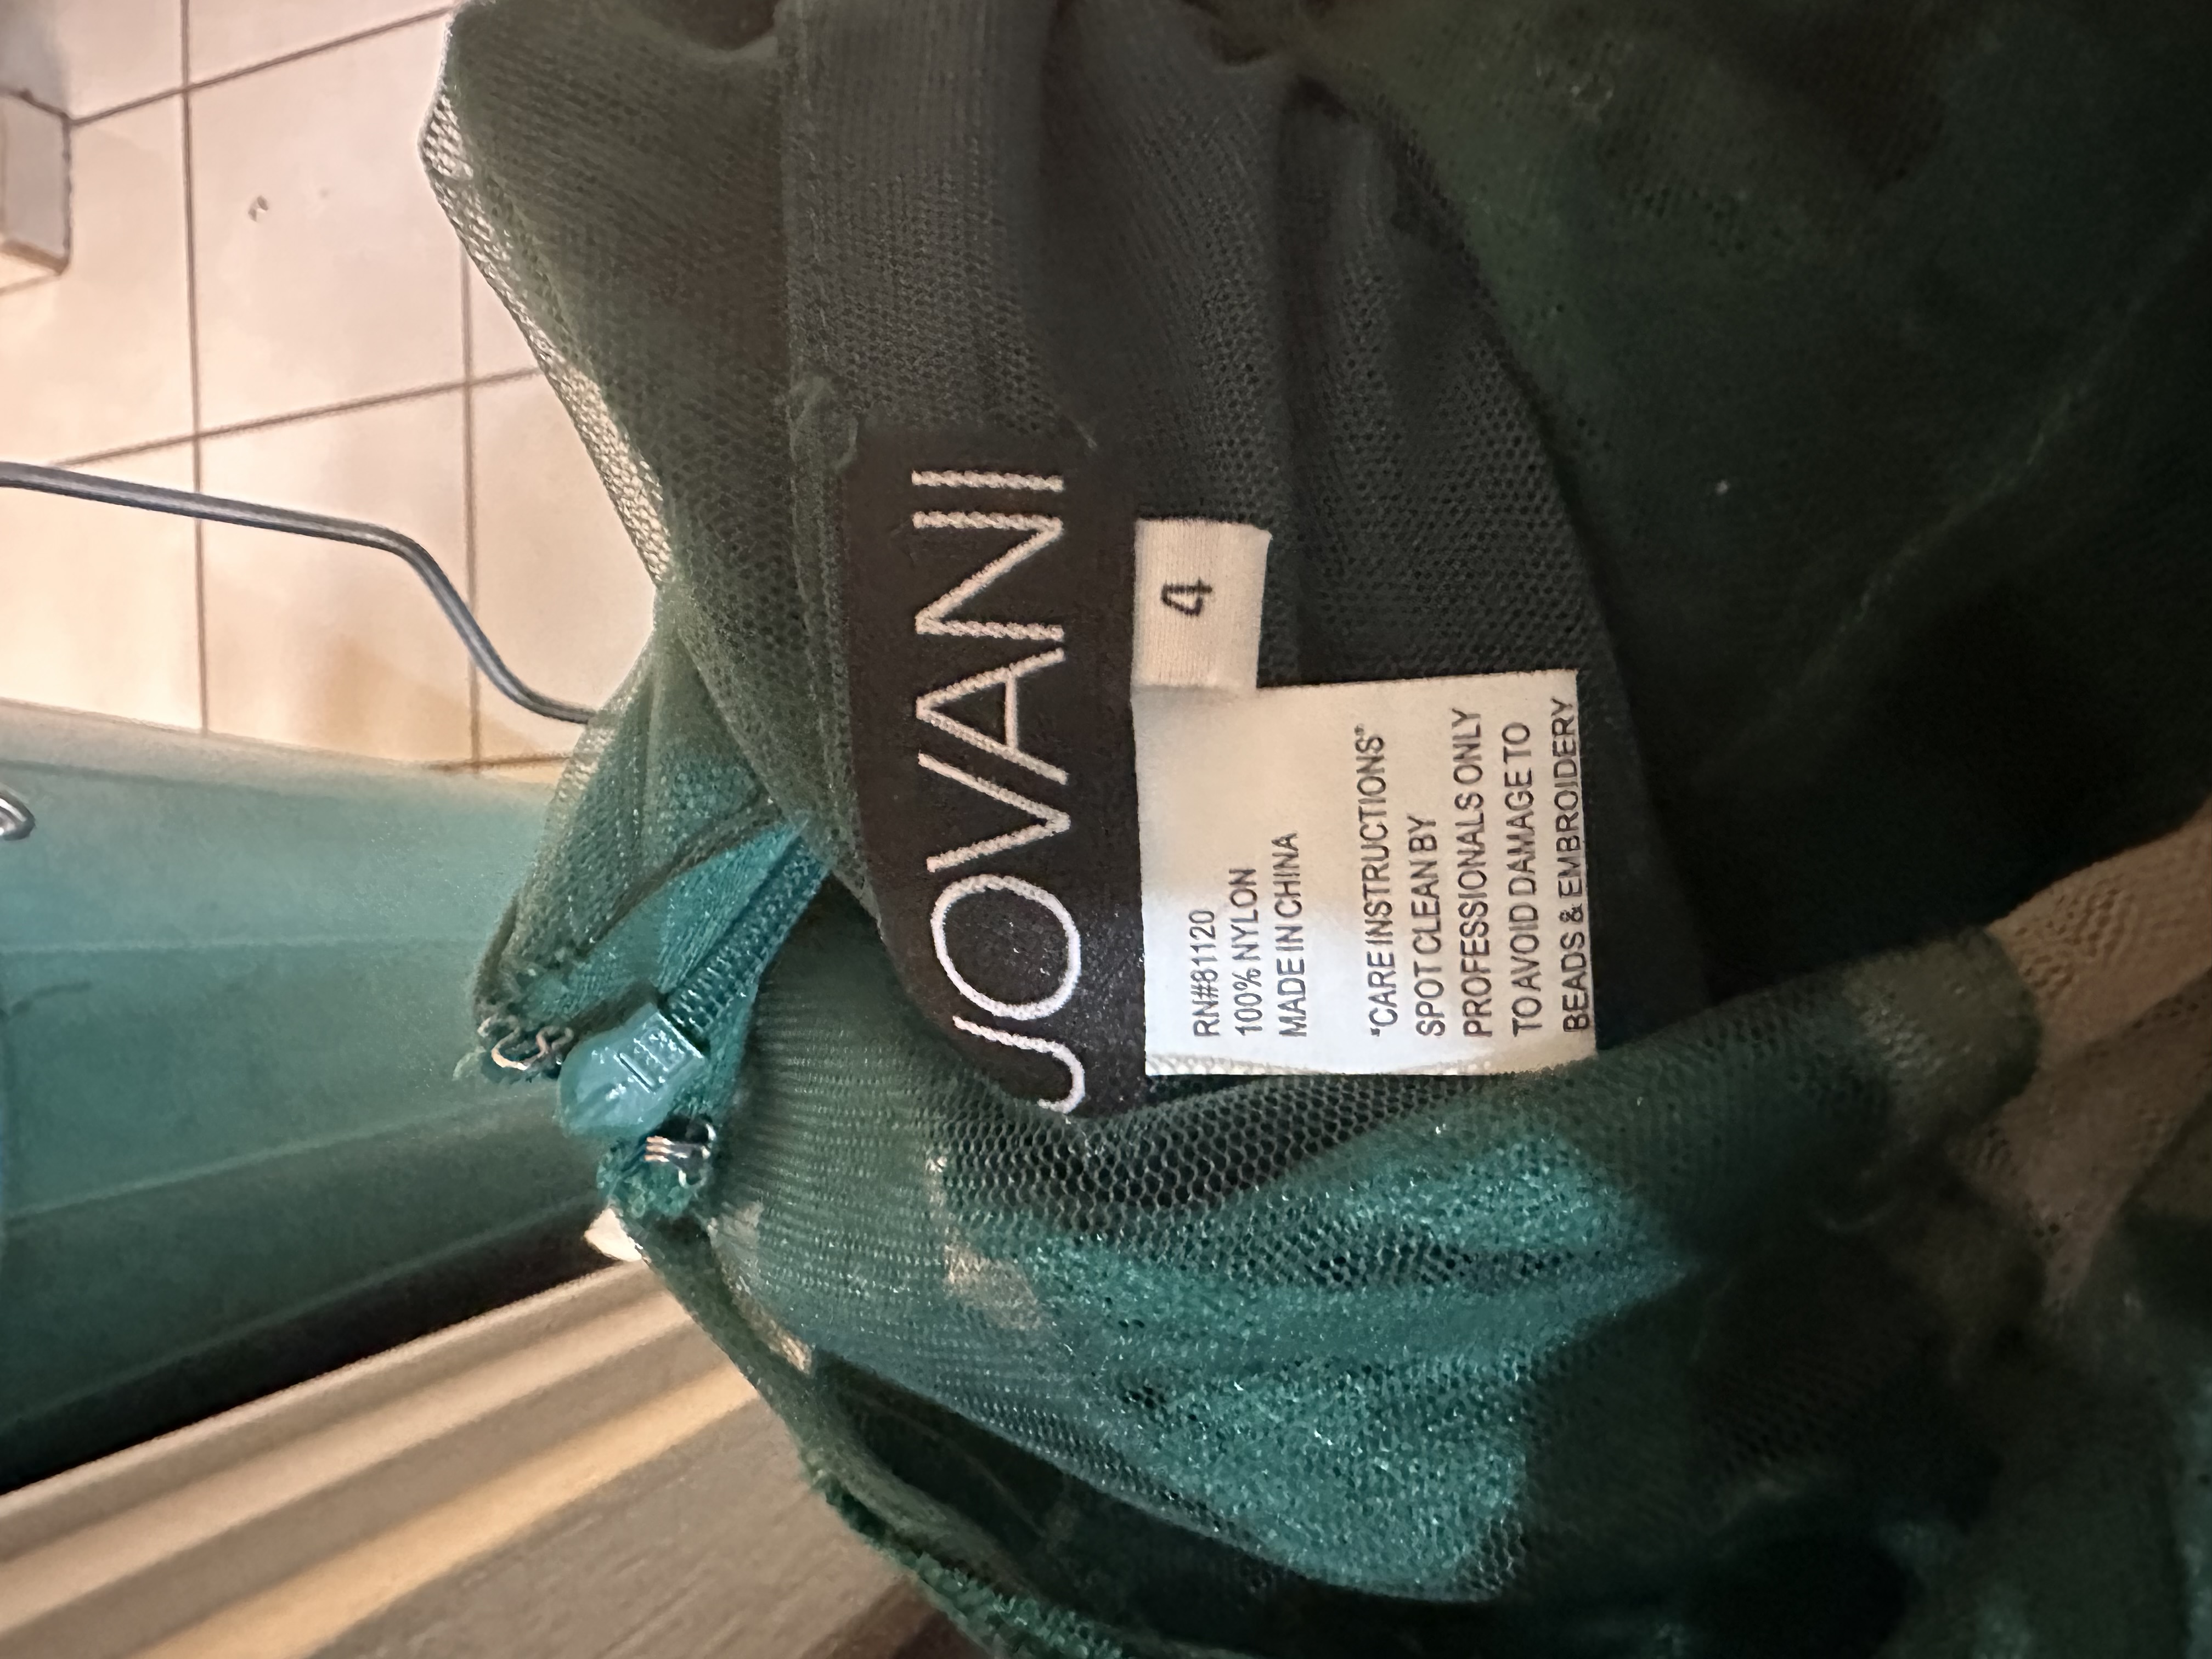 JOVANI
4
RN#81120
100% NYLON
MADE IN CHINA
"CARE INSTRUCTIONS"
SPOT CLEAN BY
PROFESSIONALS ONLY
TO AVOID DAMAGE TO
BEADS & EMBROIDERY